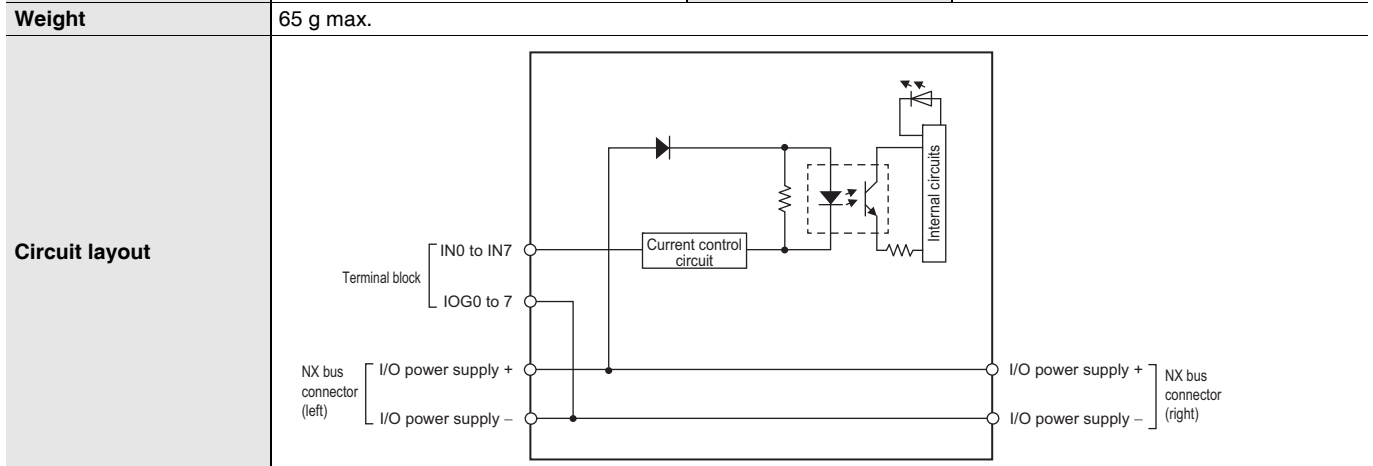 Weight
65 g max.
Circuit layout
Internal circuits
IN0 to IN7
Current control
circuit
Terminal block
IOG0 to 7
NX bus
connector
(left)
I/O power supply +
I/O power supply –
I/O power supply +
I/O power supply –
NX bus
connector
(right)